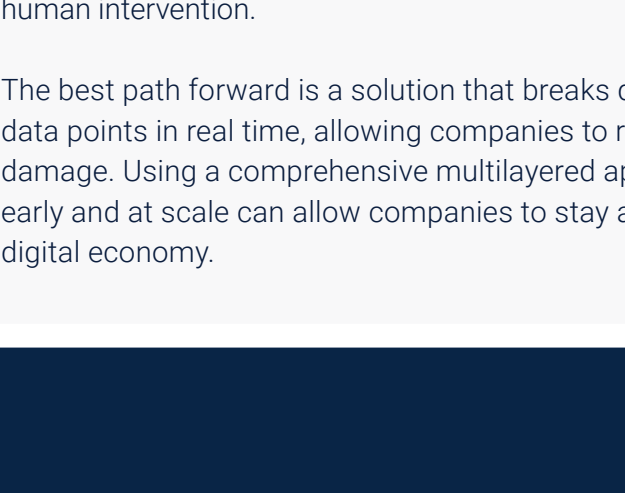 human intervention.
The best path forward is a solution that breaks
data points in real time, allowing companies to
damage. Using a comprehensive multilayered
early and at scale can allow companies to stay
digital economy.